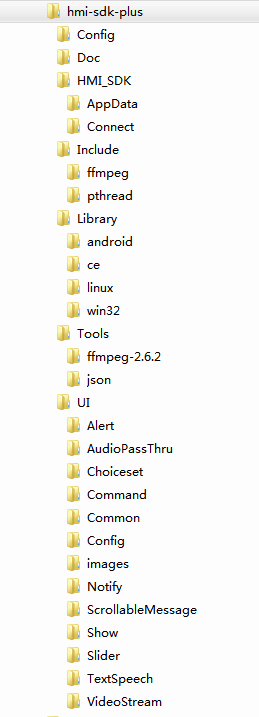 hmi-sdk-plus
Config
Doc
HMI_SDK
AppData
Connect
Include
ffmpeg
pthread
Library
android
ce
linux
win32
Tools
ffmpeg-2.6.2
json
UI
Alert
AudioPassThru
Choiceset
Command
Common
Config
images
Notify
ScrollableMessage
Show
Slider
TextSpeech
VideoStream